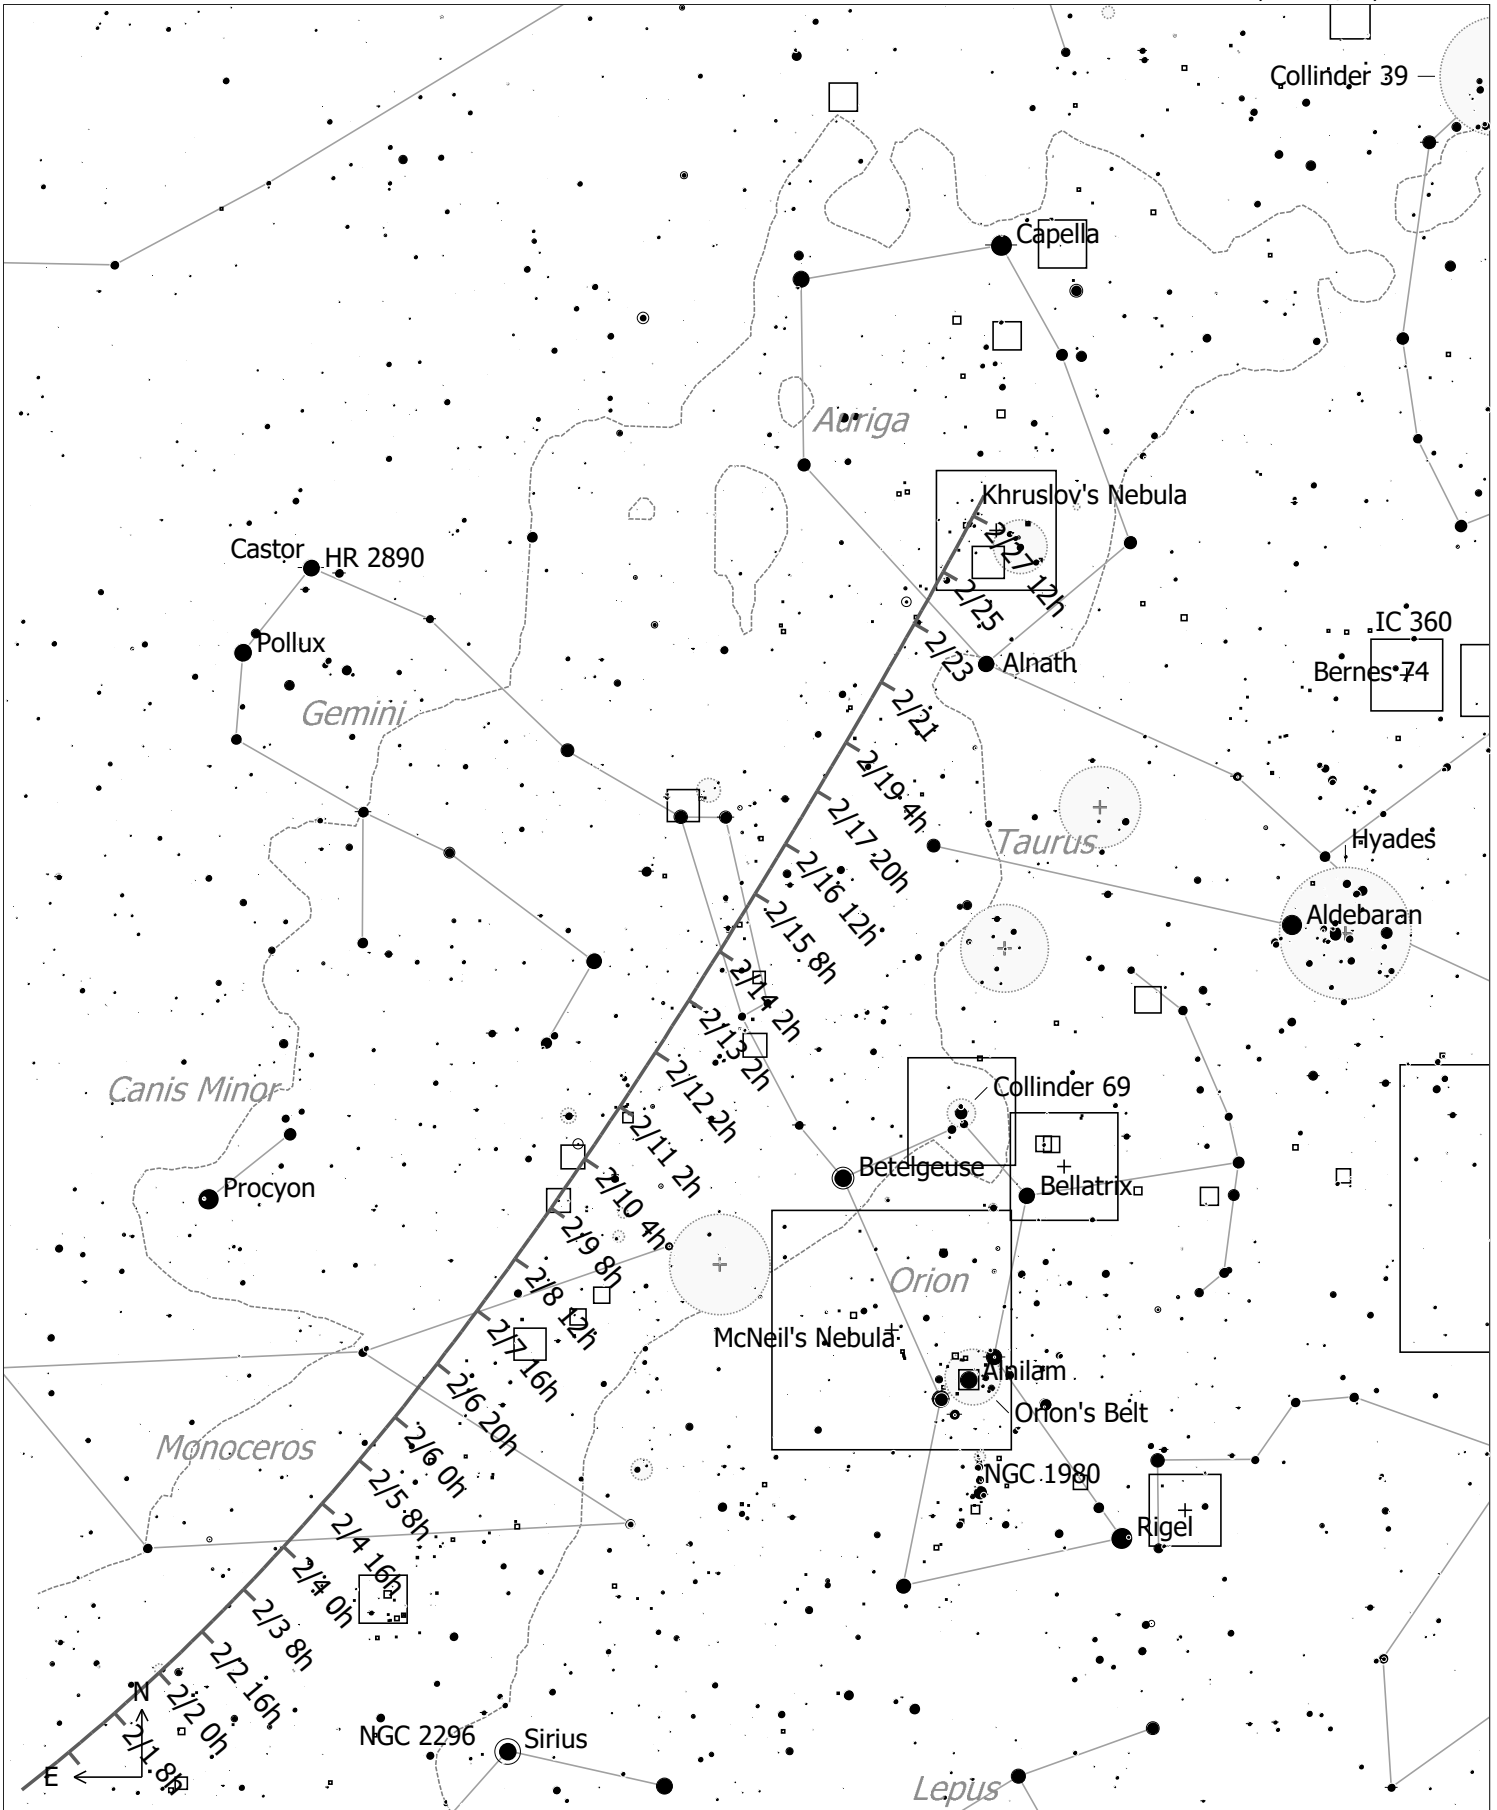 Collinder 39
Capella
Auriga
Khruslov's Nebula
2/27 12h
Castor
HR 2890
2/25
IC 360
Pollux
2/23
Alnath
Bernes 74
Gemini
2/21
2/19 4h
Taurus
Hyades
2/17 20h
2/16 12h
Aldebaran
2/15 8h
2/14 2h
2/13 2h
Canis Minor
Collinder 69
2/12 2h
2/11 2h
Betelgeuse
Procyon
Bellatrix
2/10 4h
2/9 8h
Orion
2/8 12h
McNeil's Nebula
2/7 16h
Alnilam
2/6 20h
Orion's Belt
Monoceros
2/6 0h
NGC 1980
2/5 8h
Rigel
2/4 16h
2/4 0h
2/3 8h
2/2 16h
N
2/2 0h
NGC 2296
Sirius
2/1 8h
E
Lepus